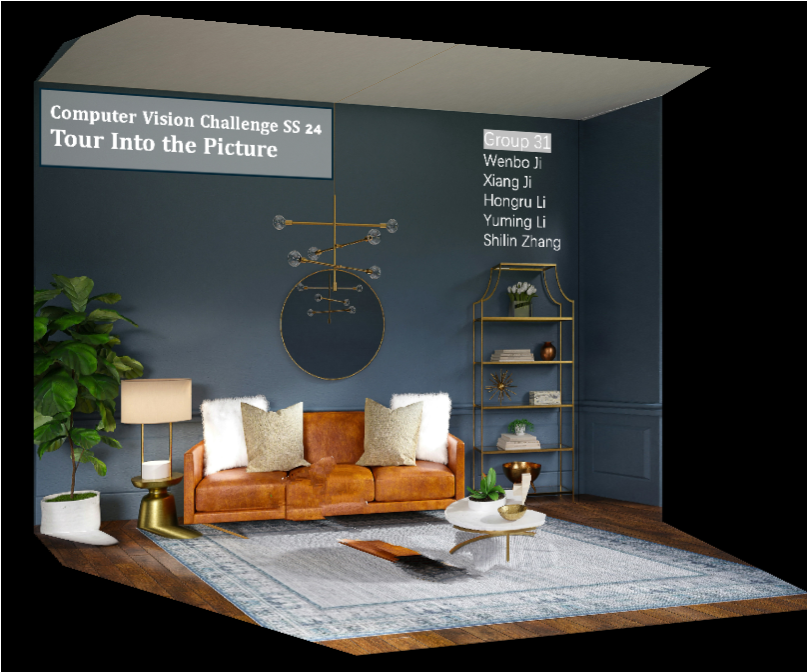 Computer Vision Challenge SS 24
Tour Into the Picture
Group 31
Wenbo Ji
Xiang Ji
Hongru Li
Yuming Li
Shilin Zhang